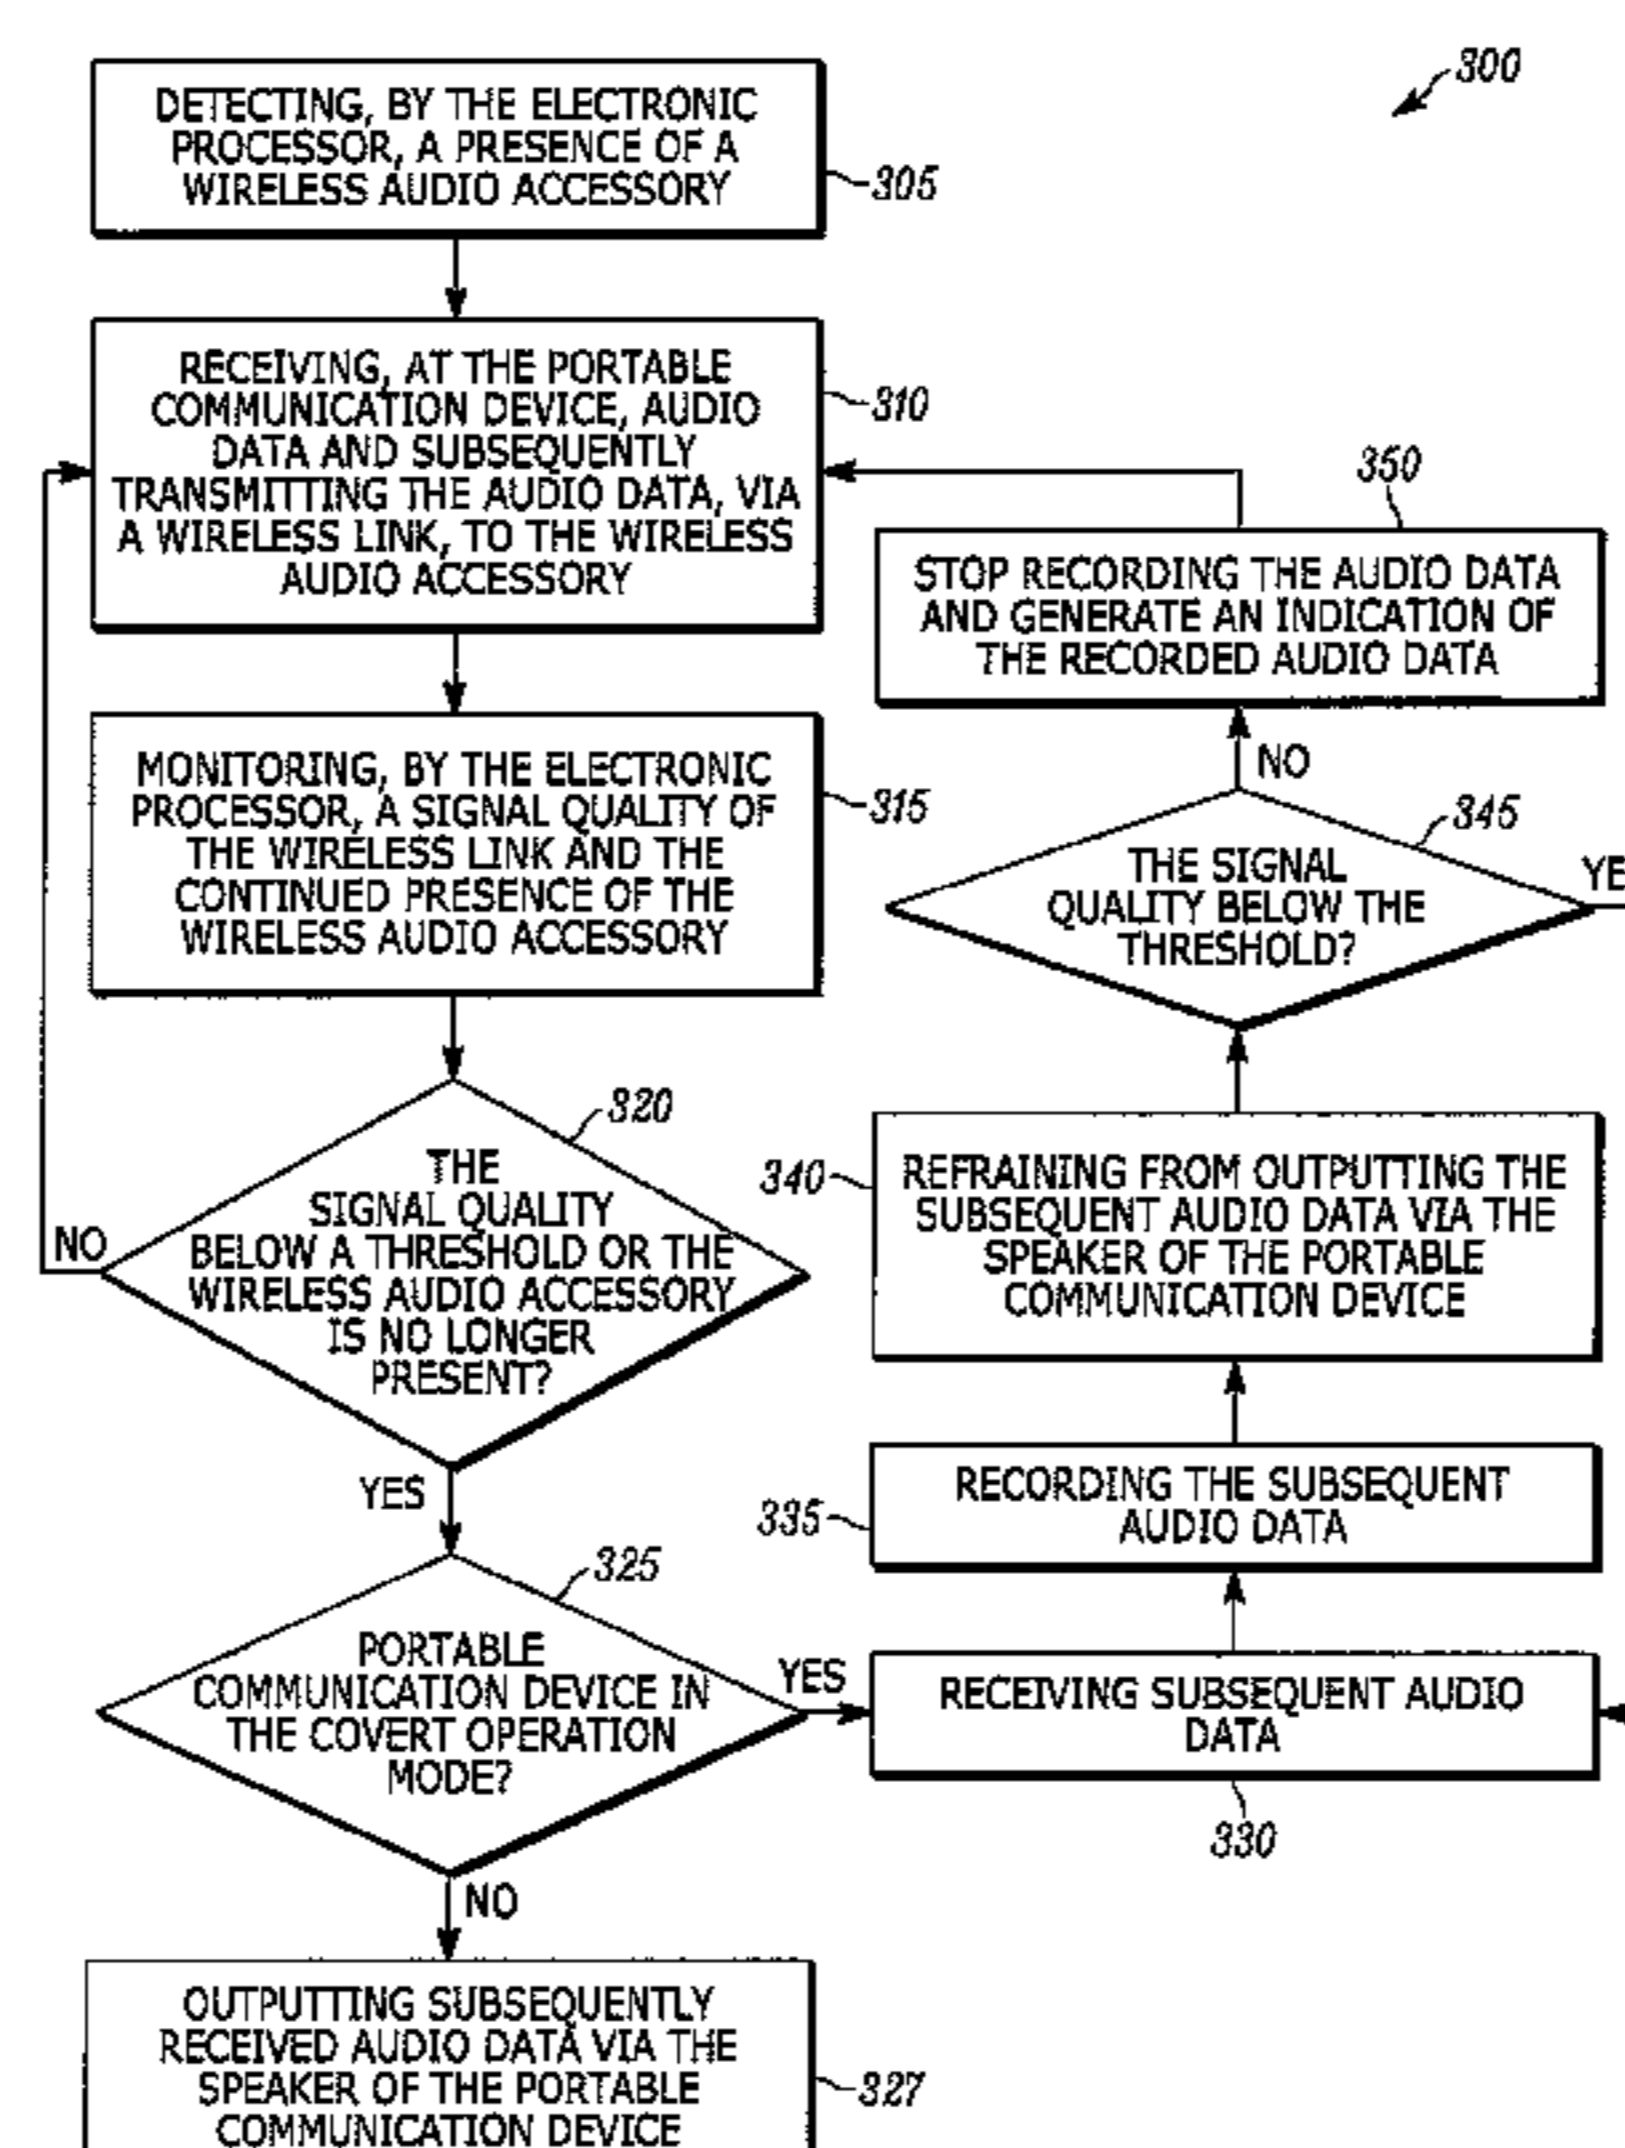 300
DETECTING, BY THE ELECTRONIC
PROCESSOR, A PRESENCE OF A
WIRELESS AUDIO ACCESSORY
305
RECEIVING, AT THE PORTABLE
COMMUNICATION DEVICE, AUDIO
DATA AND SUBSEQUENTLY
TRANSMITTING THE AUDIO DATA, VIA
A WIRELESS LINK, TO THE WIRELESS
AUDIO ACCESSORY
310
MONITORING, BY THE ELECTRONIC
PROCESSOR, A SIGNAL QUALITY OF
THE WIRELESS LINK AND THE
CONTINUED PRESENCE OF THE
WIRELESS AUDIO ACCESSORY
315
320
THE
SIGNAL QUALITY
BELOW A THRESHOLD OR THE
WIRELESS AUDIO ACCESSORY
IS NO LONGER
PRESENT?
NO
YES
325
PORTABLE
COMMUNICATION DEVICE IN
THE COVERT OPERATION
MODE?
YES
NO
OUTPUTTING SUBSEQUENTLY
RECEIVED AUDIO DATA VIA THE
SPEAKER OF THE PORTABLE
COMMUNICATION DEVICE
327
350
STOP RECORDING THE AUDIO DATA
AND GENERATE AN INDICATION OF
THE RECORDED AUDIO DATA
NO
345
THE SIGNAL
QUALITY BELOW THE
THRESHOLD?
YE
340
REFRAINING FROM OUTPUTTING THE
SUBSEQUENT AUDIO DATA VIA THE
SPEAKER OF THE PORTABLE
COMMUNICATION DEVICE
335
RECORDING THE SUBSEQUENT
AUDIO DATA
RECEIVING SUBSEQUENT AUDIO
DATA
330